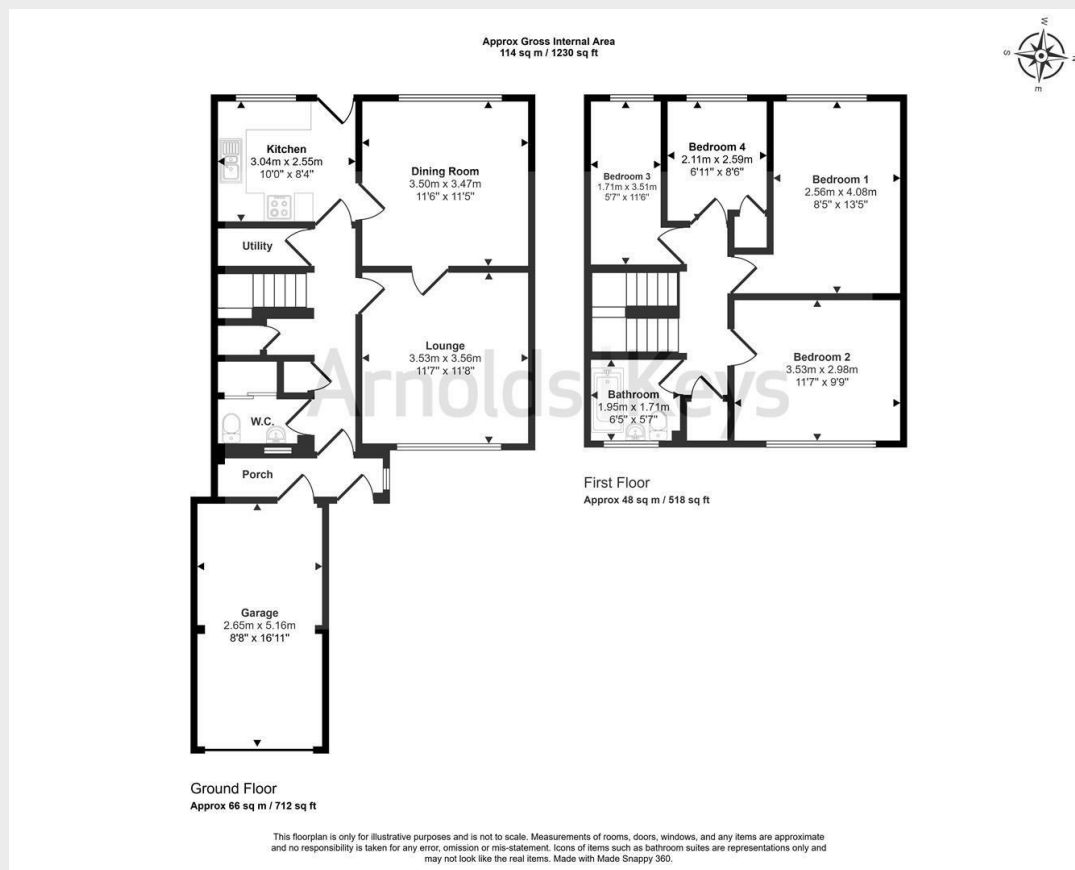 Approx Gross Internal Area
114 sq m / 1230 sq ft
W
S
N
E
Kitchen
3.04m x 2.55m
10'0" x 8'4"
Dining Room
3.50m x 3.47m
11'6" x 11'5"
Utility
Lounge
3.53m x 3.56m
11'7" x 11'8"
W.C.
Porch
Garage
2.65m x 5.16m
8'8" x 16'11"
Ground Floor
Approx 66 sq m / 712 sq ft
Bedroom 3
1.71m x 3.51m
5'7" x 11'6"
Bedroom 4
2.11m x 2.59m
6'11" x 8'6"
Bedroom 1
2.56m x 4.08m
8'5" x 13'5"
Bedroom 2
3.53m x 2.98m
11'7" x 9'9"
Bathroom
1.95m x 1.71m
6'5" x 5'7"
First Floor
Approx 48 sq m / 518 sq ft
Arnolds Keys
This floorplan is only for illustrative purposes and is not to scale. Measurements of rooms, doors, windows, and any items are approximate
and no responsibility is taken for any error, omission or mis-statement. Icons of items such as bathroom suites are representations only and
may not look like the real items. Made with Made Snappy 360.